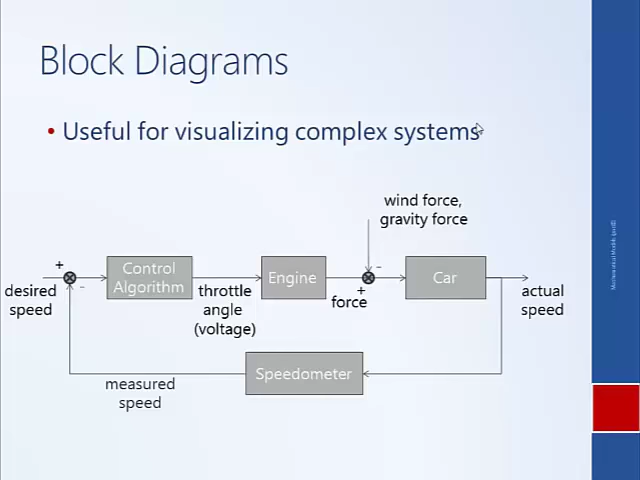 Block Diagrams
• Useful for visualizing complex systems
wind force,
gravity force
+
-
Control
Algorithm
Engine
Car
-
+
desired
speed
throttle
angle
(voltage)
force
actual
speed
Speedometer
measured
speed